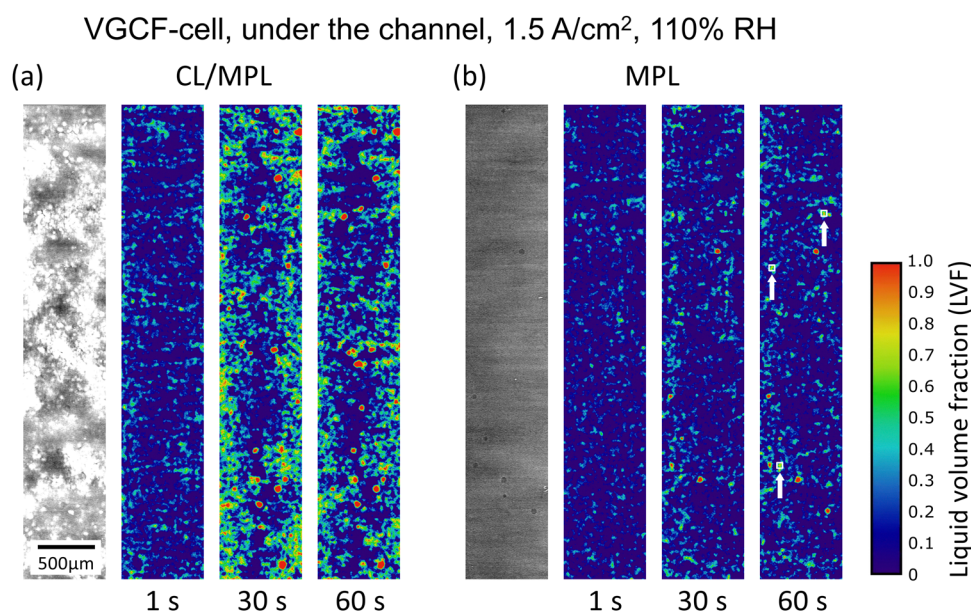 VGCF-cell, under the channel, 1.5 A/cm², 110% RH
(a) CL/MPL
(b) MPL
500μm
1 s 30 s 60 s
1 s 30 s 60 s
1.0
0.9
0.8
0.7
0.6
0.5
0.4
0.3
0.2
0.1
0
Liquid volume fraction (LVF)